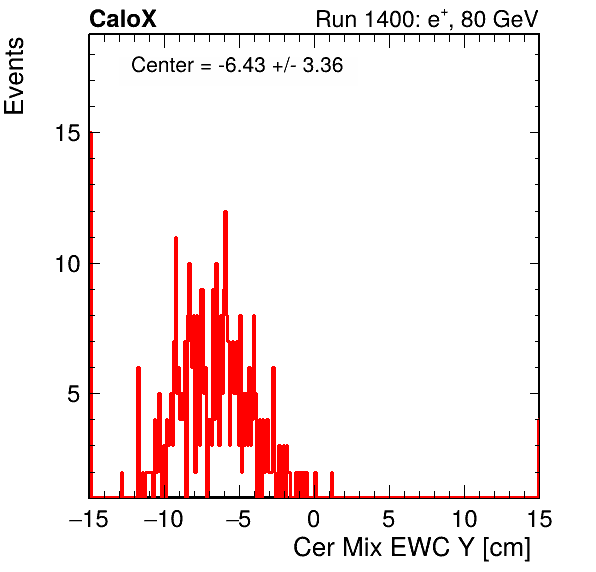 CaloX Run 1400: e⁺, 80 GeV
Center = -6.43 +/- 3.36
Events
15
10
5
−15 −10 −5 0 5 10 15
Cer Mix EWC Y [cm]